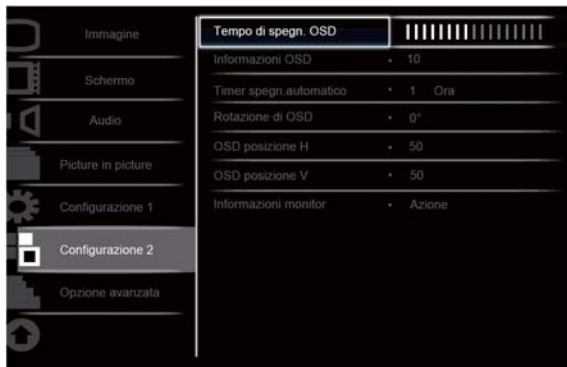 Immagine
Schermo
Audio
Picture in picture
Configurazione 1
Configurazione 2
Opzione avanzata
Tempo di spegn. OSD
Informazioni OSD • 10
Timer spegn.automatico • 1 Ora
Rotazione di OSD • 0°
OSD posizione H • 50
OSD posizione V • 50
Informazioni monitor • Azione